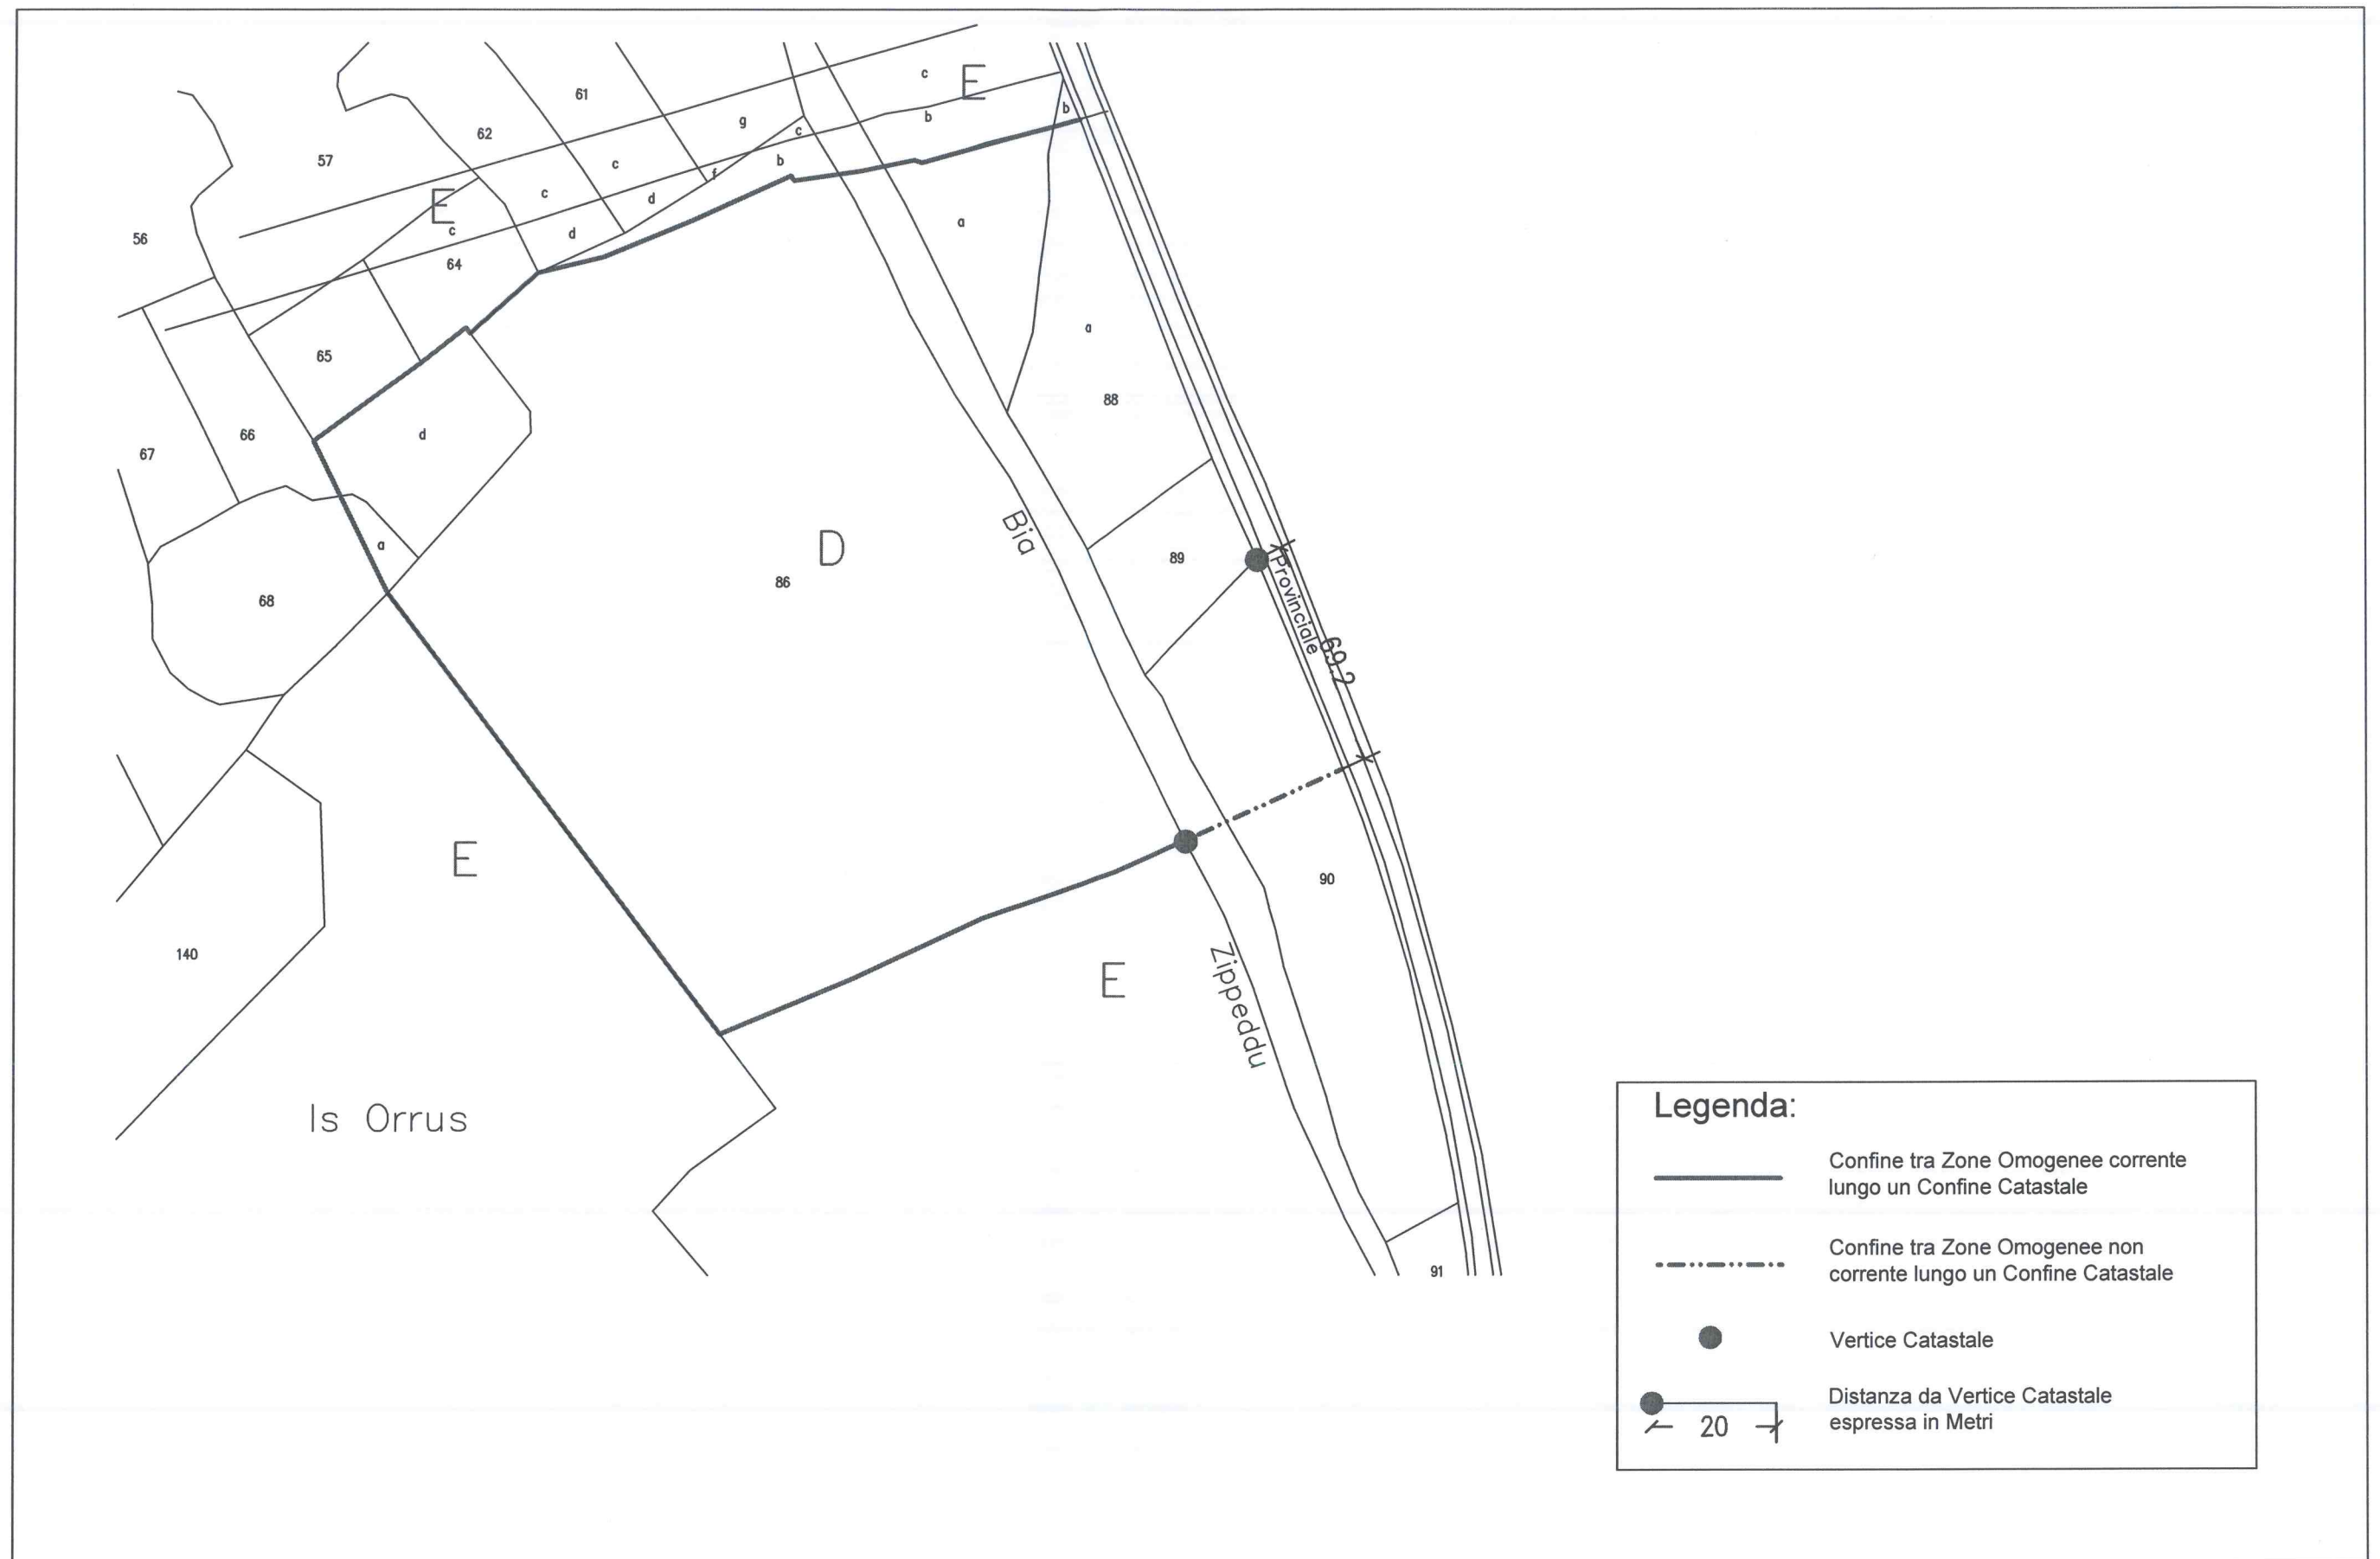 c
E
61
b
g
62
b
c
57
c
b
f
c
d
E
a
c
d
56
64
a
65
88
d
66
67
Bia
a
D
89
86
Provinciale
68
69.2
E
90
140
Zippeddu
E
Is Orrus
91
Legenda:
Confine tra Zone Omogenee corrente
lungo un Confine Catastale
Confine tra Zone Omogenee non
corrente lungo un Confine Catastale
Vertice Catastale
Distanza da Vertice Catastale
espressa in Metri
20